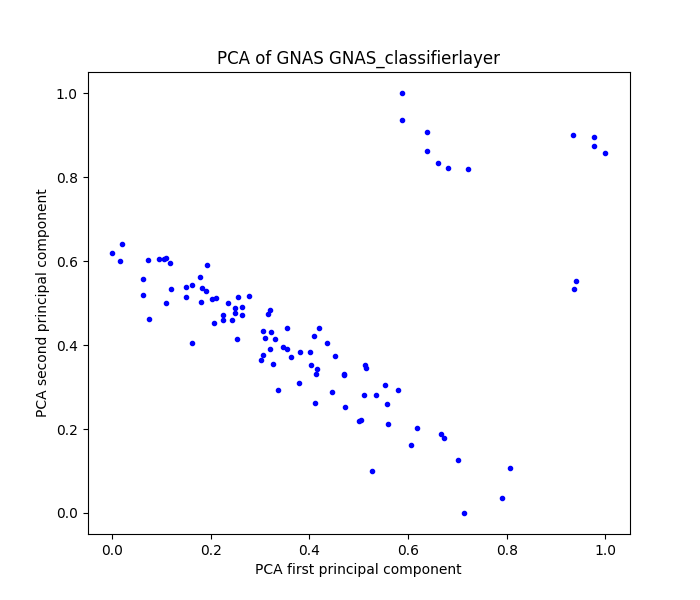 PCA of GNAS GNAS_classifierlayer
1.0
0.8
0.6
0.4
0.2
0.0
PCA second principal component
0.0 0.2 0.4 0.6 0.8 1.0
PCA first principal component